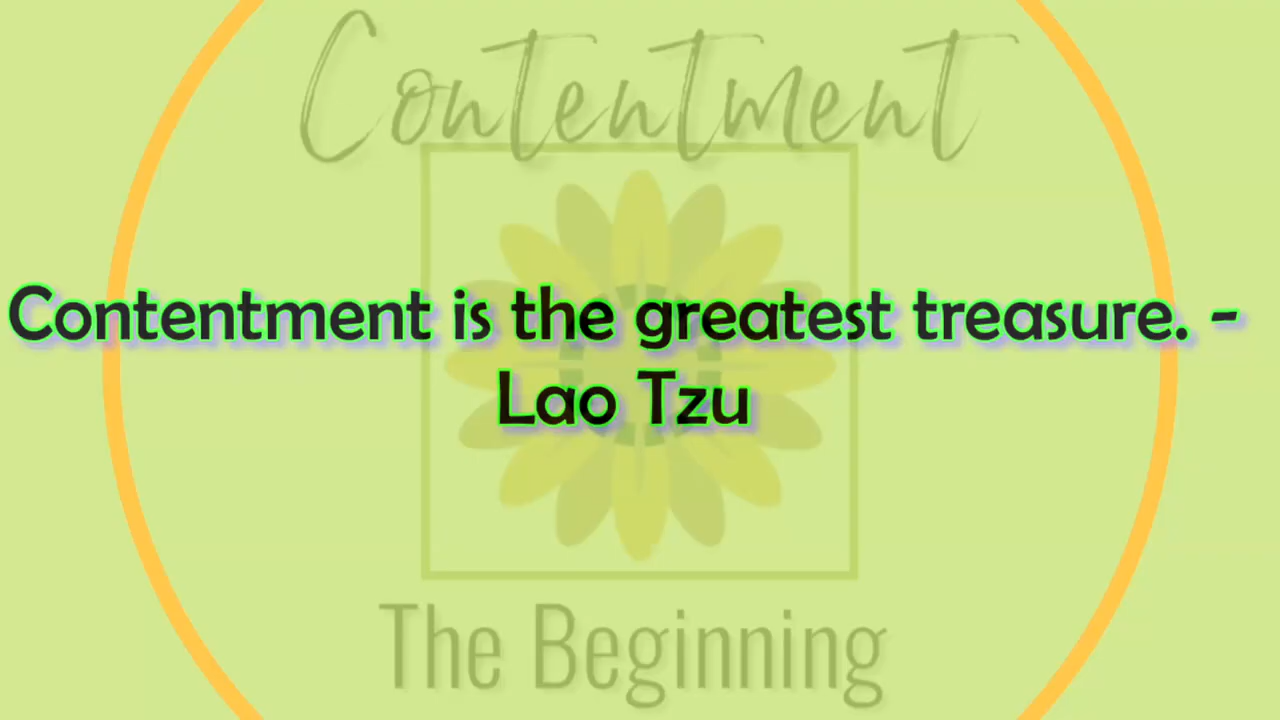 Contentment
Contentment is the greatest treasure. -
Lao Tzu
The Beginning